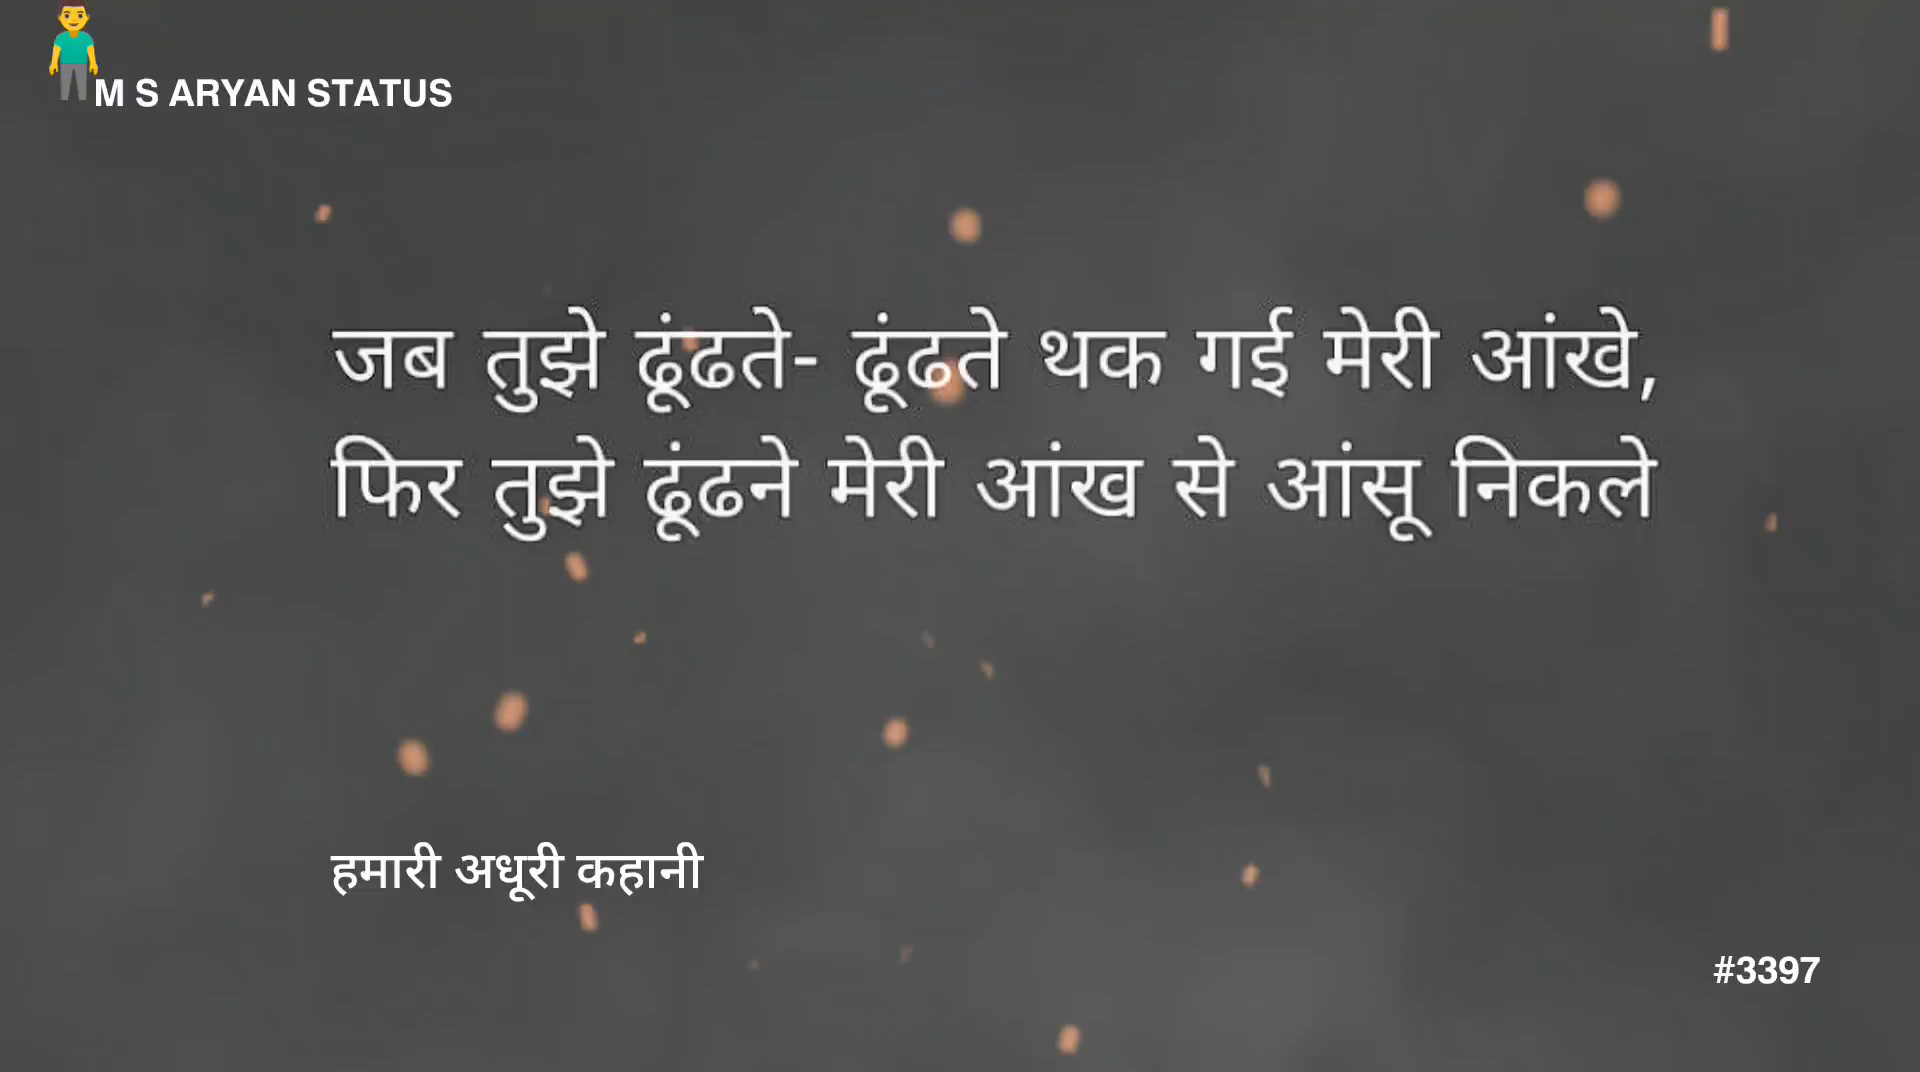 M S ARYAN STATUS
जब तुझे ढूंढते- ढूंढते थक गई मेरी आंखे,
फिर तुझे ढूंढने मेरी आंख से आंसू निकले
हमारी अधूरी कहानी
#3397